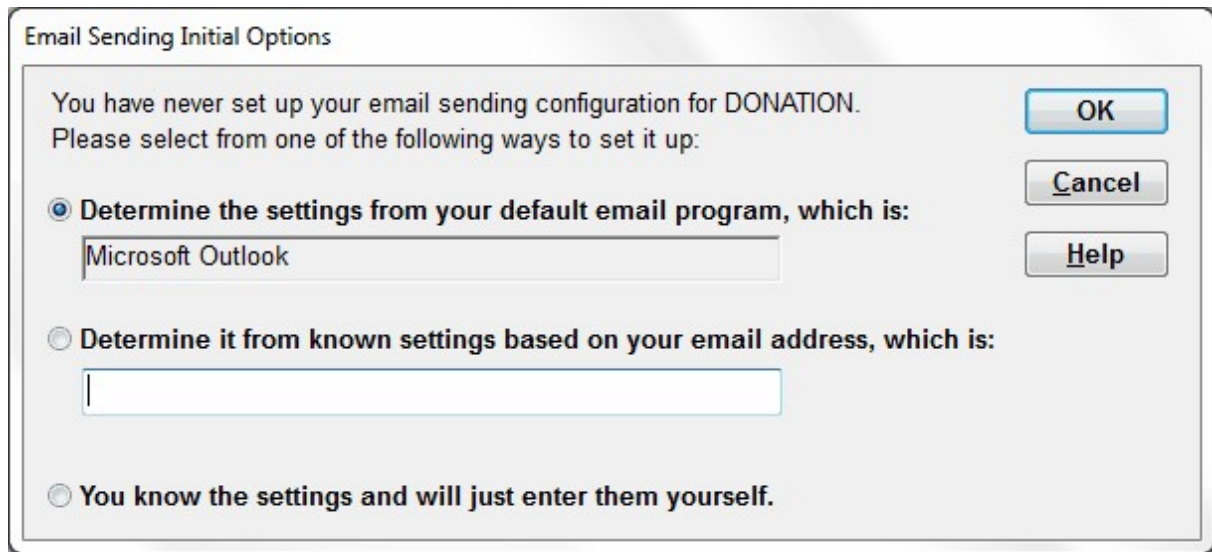 Email Sending Initial Options
You have never set up your email sending configuration for DONATION.
Please select from one of the following ways to set it up:
OK
Cancel
Determine the settings from your default email program, which is:
Microsoft Outlook
Help
Determine it from known settings based on your email address, which is:
You know the settings and will just enter them yourself.